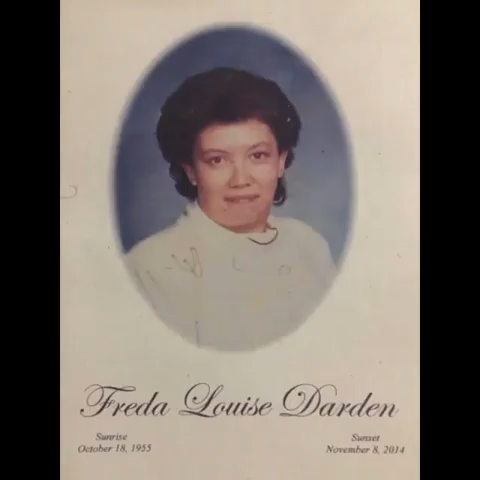 Freda Louise Darden
Sunrise Sunset
October 18, 1955 November 8, 2014